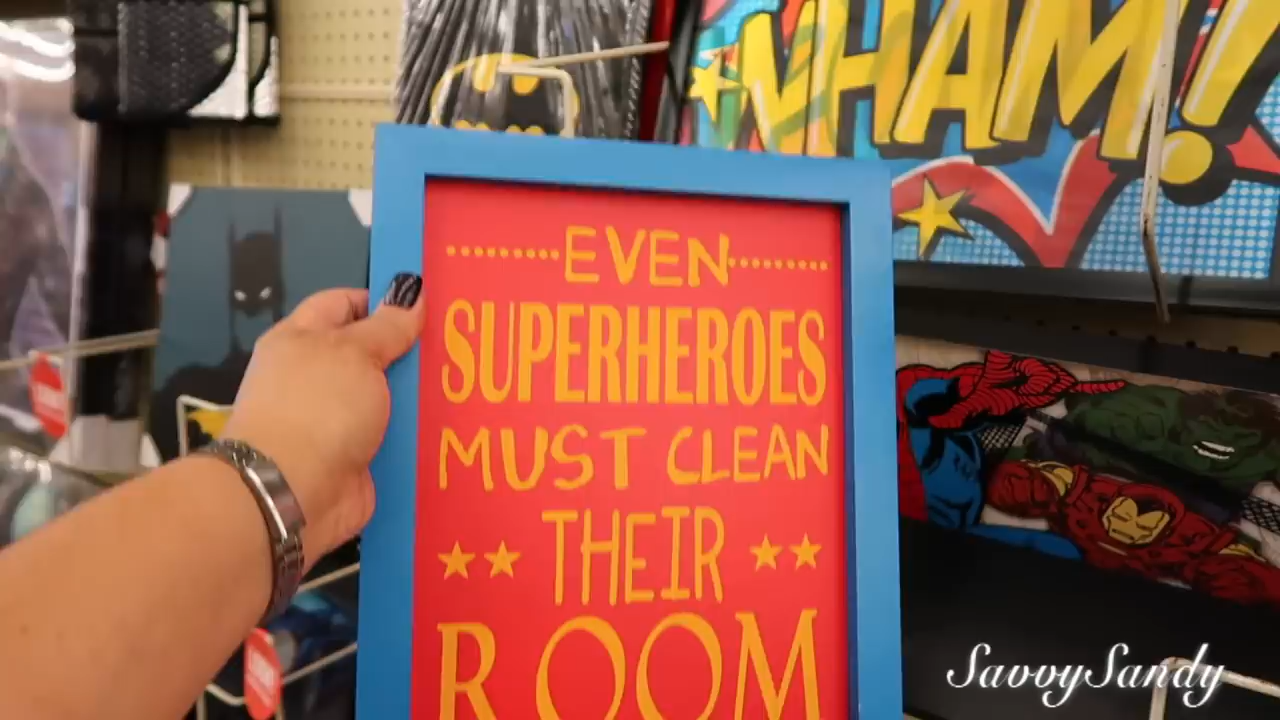 WHAM!
EVEN
SUPERHEROES
MUST CLEAN
THEIR
ROOM
SavvySandy